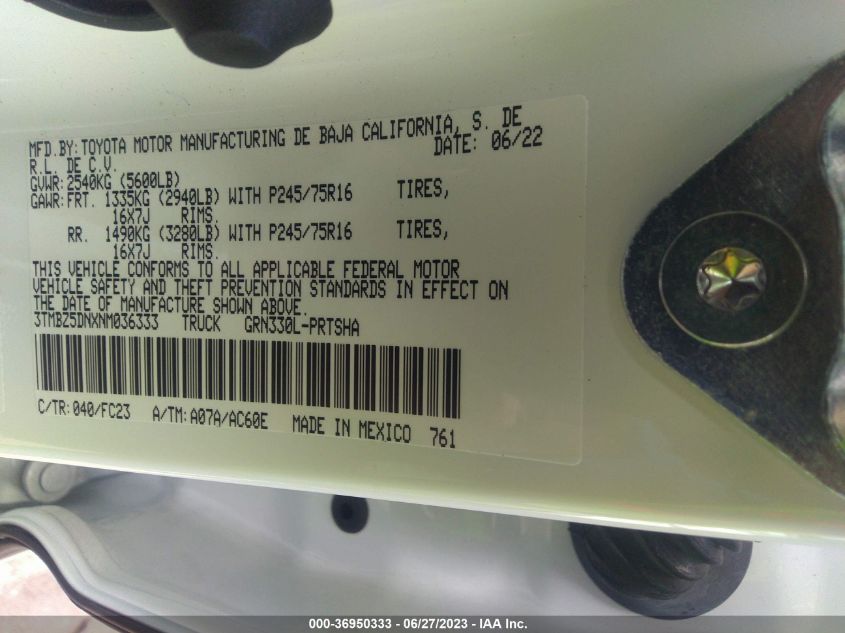 MFD.BY:TOYOTA MOTOR MANUFACTURING DE BAJA CALIFORNIA, S. DE
R.L. DE C.V. DATE: 06/22
GVWR:2540KG (5600LB)
GAWR:FRT. 1335KG (2940LB) WITH P245/75R16 TIRES,
16X7J RIMS.
RR. 1490KG (3280LB) WITH P245/75R16 TIRES,
16X7J RIMS.
THIS VEHICLE CONFORMS TO ALL APPLICABLE FEDERAL MOTOR
VEHICLE SAFETY AND THEFT PREVENTION STANDARDS IN EFFECT ON
THE DATE OF MANUFACTURE SHOWN ABOVE.
3TMBZ5DNXNM036333 TRUCK GRN330L-PRTSHA
C/TR:040/FC23 A/TM:A07A/AC60E MADE IN MEXICO 761
000-36950333 - 06/27/2023 - IAA Inc.